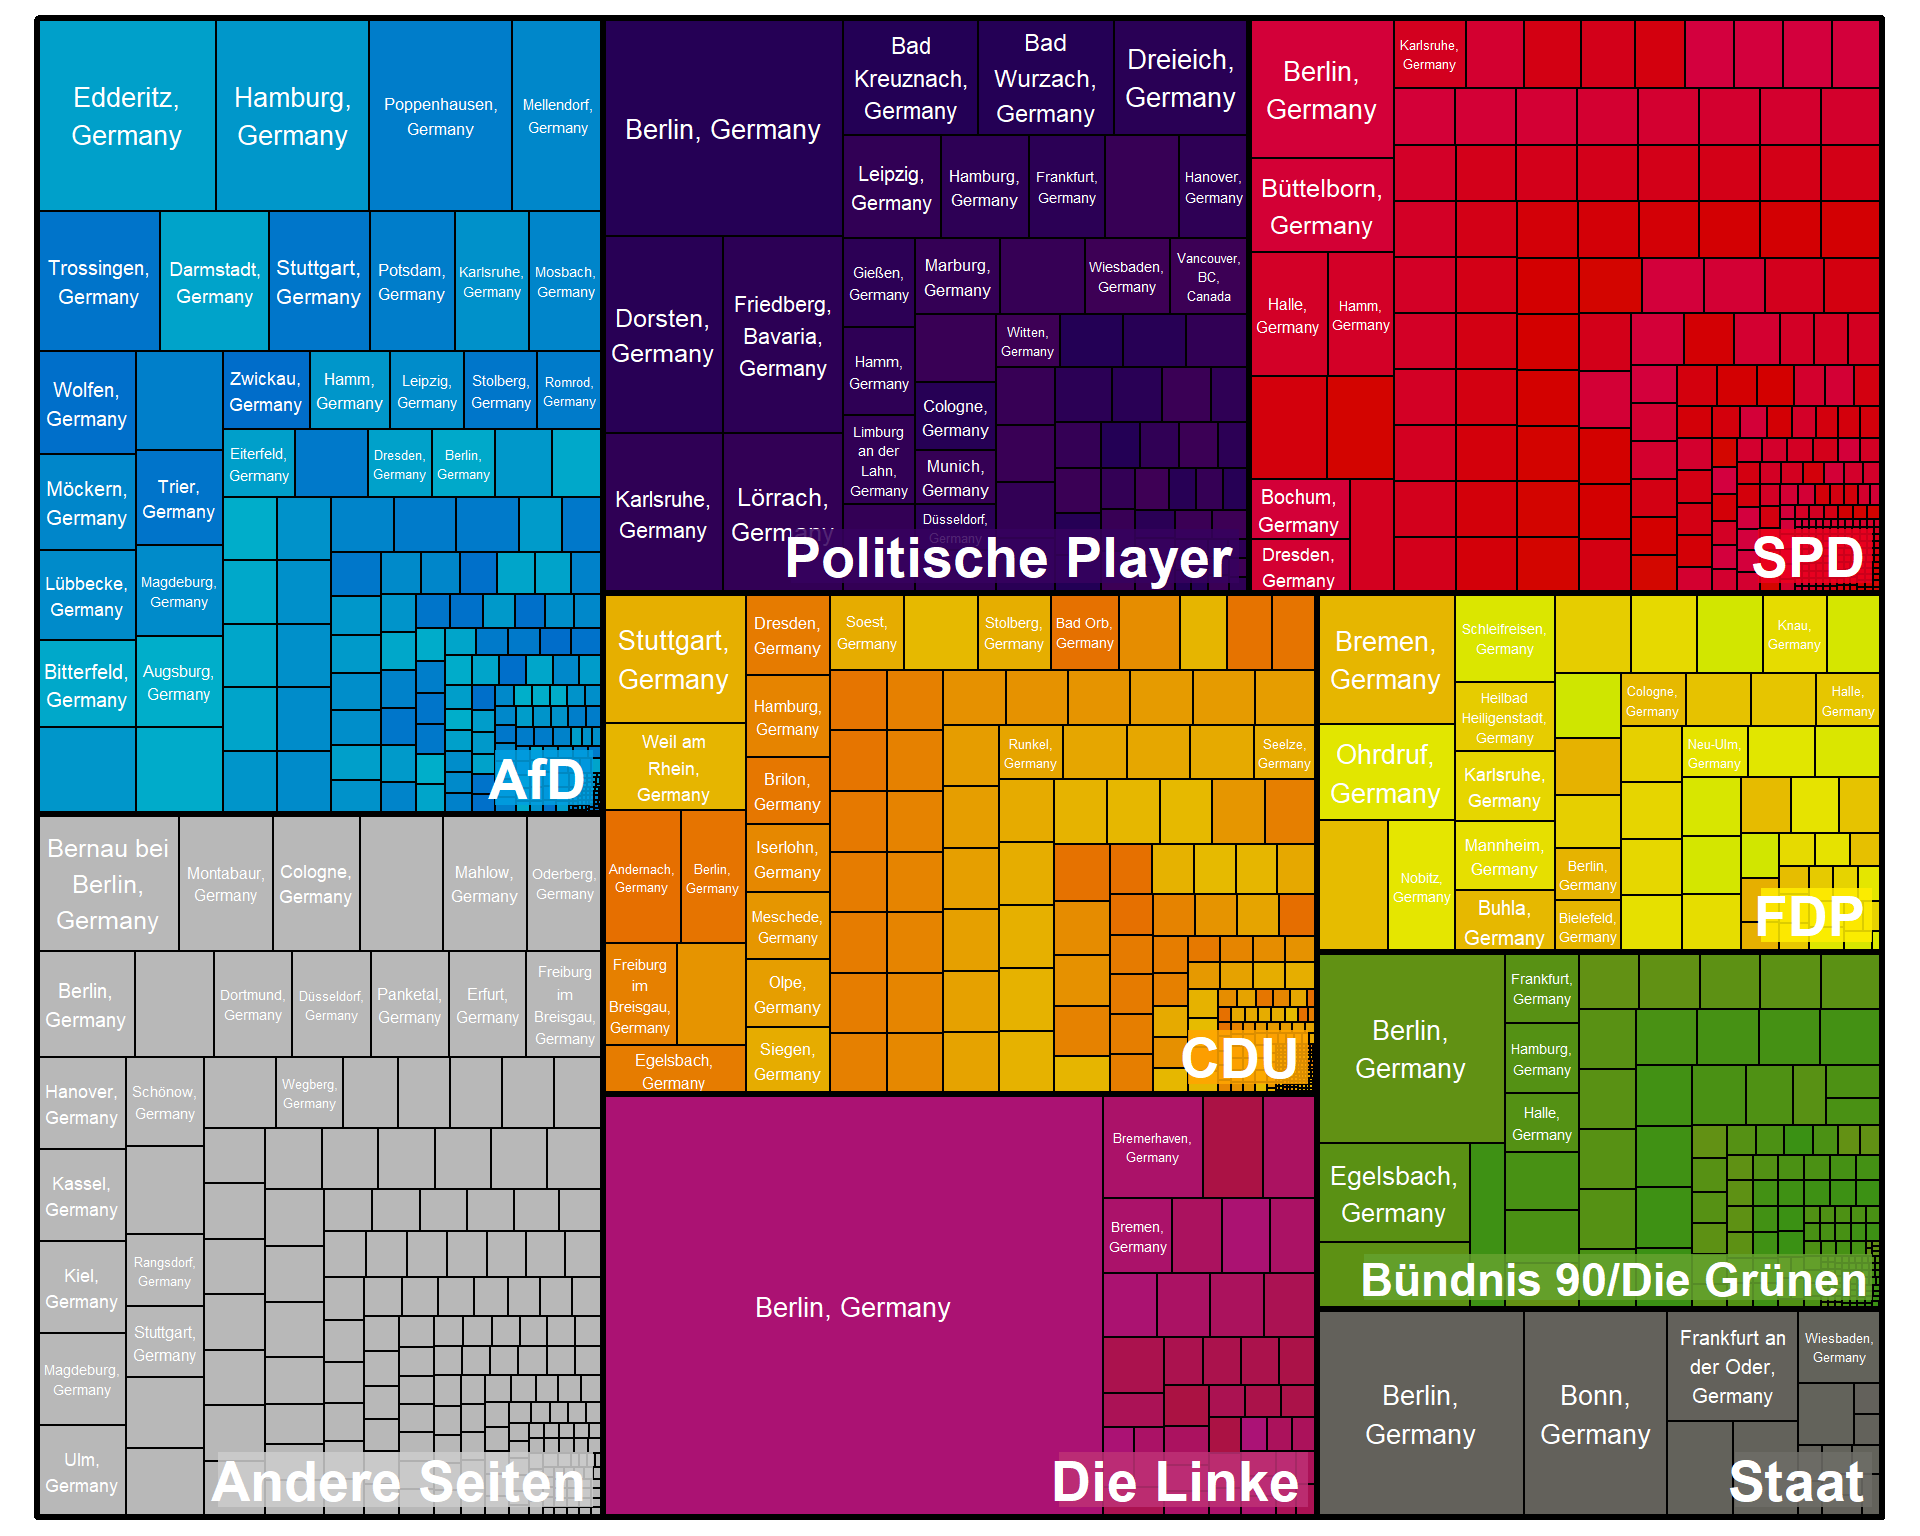 Edderitz,
Germany
Hamburg,
Germany
Poppenhausen,
Germany
Mellendorf,
Germany
Trossingen,
Germany
Darmstadt,
Germany
Stuttgart,
Germany
Potsdam,
Germany
Karlsruhe,
Germany
Mosbach,
Germany
Wolfen,
Germany
Zwickau,
Germany
Hamm,
Germany
Leipzig,
Germany
Stolberg,
Germany
Romrod,
Germany
Eiterfeld,
Germany
Dresden,
Germany
Berlin,
Germany
Möckern,
Germany
Trier,
Germany
Lübbecke,
Germany
Magdeburg,
Germany
Bitterfeld,
Germany
Augsburg,
Germany
AfD
Berlin, Germany
Bad
Kreuznach,
Germany
Bad
Wurzach,
Germany
Dreieich,
Germany
Leipzig,
Germany
Hamburg,
Germany
Frankfurt,
Germany
Hanover,
Germany
Dorsten,
Germany
Friedberg,
Bavaria,
Germany
Gießen,
Germany
Marburg,
Germany
Wiesbaden,
Germany
Vancouver,
BC,
Canada
Witten,
Germany
Hamm,
Germany
Cologne,
Germany
Limburg
an der
Lahn,
Germany
Munich,
Germany
Düsseldorf,
Germany
Karlsruhe,
Germany
Lörrach,
Germany
Politische Player
Berlin,
Germany
Karlsruhe,
Germany
Büttelborn,
Germany
Halle,
Germany
Hamm,
Germany
Bochum,
Germany
Dresden,
Germany
SPD
Stuttgart,
Germany
Dresden,
Germany
Soest,
Germany
Stolberg,
Germany
Bad Orb,
Germany
Weil am
Rhein,
Germany
Hamburg,
Germany
Runkel,
Germany
Seelze,
Germany
Brilon,
Germany
Andernach,
Germany
Berlin,
Germany
Iserlohn,
Germany
Meschede,
Germany
Freiburg
im
Breisgau,
Germany
Olpe,
Germany
Egelsbach,
Germany
Siegen,
Germany
CDU
Bremen,
Germany
Schleifreisen,
Germany
Knau,
Germany
Heilbad
Heiligenstadt,
Germany
Cologne,
Germany
Halle,
Germany
Ohrdruf,
Germany
Karlsruhe,
Germany
Neu-Ulm,
Germany
Mannheim,
Germany
Nobitz,
Germany
Berlin,
Germany
Buhla,
Germany
Bielefeld,
Germany
FDP
Bernau bei
Berlin,
Germany
Montabaur,
Germany
Cologne,
Germany
Mahlow,
Germany
Oderberg,
Germany
Berlin,
Germany
Dortmund,
Germany
Düsseldorf,
Germany
Panketal,
Germany
Erfurt,
Germany
Freiburg
im
Breisgau,
Germany
Hanover,
Germany
Schönow,
Germany
Wegberg,
Germany
Kassel,
Germany
Kiel,
Germany
Rangsdorf,
Germany
Stuttgart,
Germany
Magdeburg,
Germany
Ulm,
Germany
Andere Seiten
Berlin, Germany
Bremerhaven,
Germany
Bremen,
Germany
Die Linke
Berlin,
Germany
Frankfurt,
Germany
Hamburg,
Germany
Halle,
Germany
Egelsbach,
Germany
Bündnis 90/Die Grünen
Berlin,
Germany
Bonn,
Germany
Frankfurt an
der Oder,
Germany
Wiesbaden,
Germany
Staat